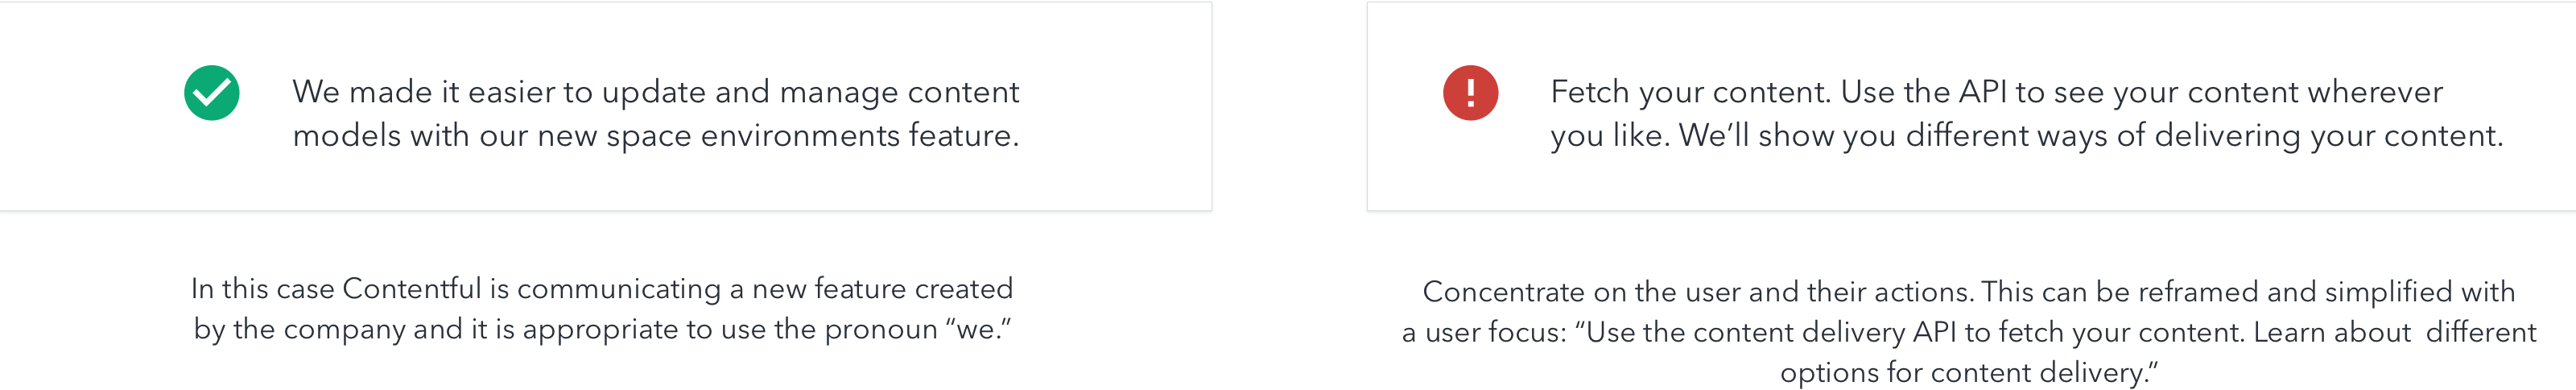 We made it easier to update and manage content
models with our new space environments feature.
In this case Contentful is communicating a new feature created
by the company and it is appropriate to use the pronoun “we.”
Fetch your content. Use the API to see your content wherever
you like. We’ll show you different ways of delivering your content.
Concentrate on the user and their actions. This can be reframed and simplified with
a user focus: “Use the content delivery API to fetch your content. Learn about  different
options for content delivery.”